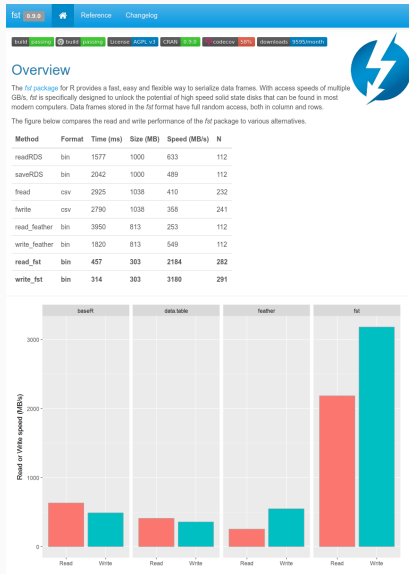 fst 0.9.0 Reference Changelog
build passing build passing License AGPL v3 CRAN 0.9.0 codecov 58% downloads 9595/month
Overview
The fst package for R provides a fast, easy and flexible way to serialize data frames. With access speeds of multiple
GB/s, fst is specifically designed to unlock the potential of high speed solid state disks that can be found in most
modern computers. Data frames stored in the fst format have full random access, both in column and rows.
The figure below compares the read and write performance of the fst package to various alternatives.
Method Format Time (ms) Size (MB) Speed (MB/s) N
readRDS bin 1577 1000 633 112
saveRDS bin 2042 1000 489 112
fread csv 2925 1038 410 232
fwrite csv 2790 1038 358 241
read_feather bin 3950 813 253 112
write_feather bin 1820 813 549 112
read_fst bin 457 303 2184 282
write_fst bin 314 303 3180 291
baseR data.table feather fst
Read or Write speed (MB/s)
3000
2000
1000
0
Read Write Read Write Read Write Read Write